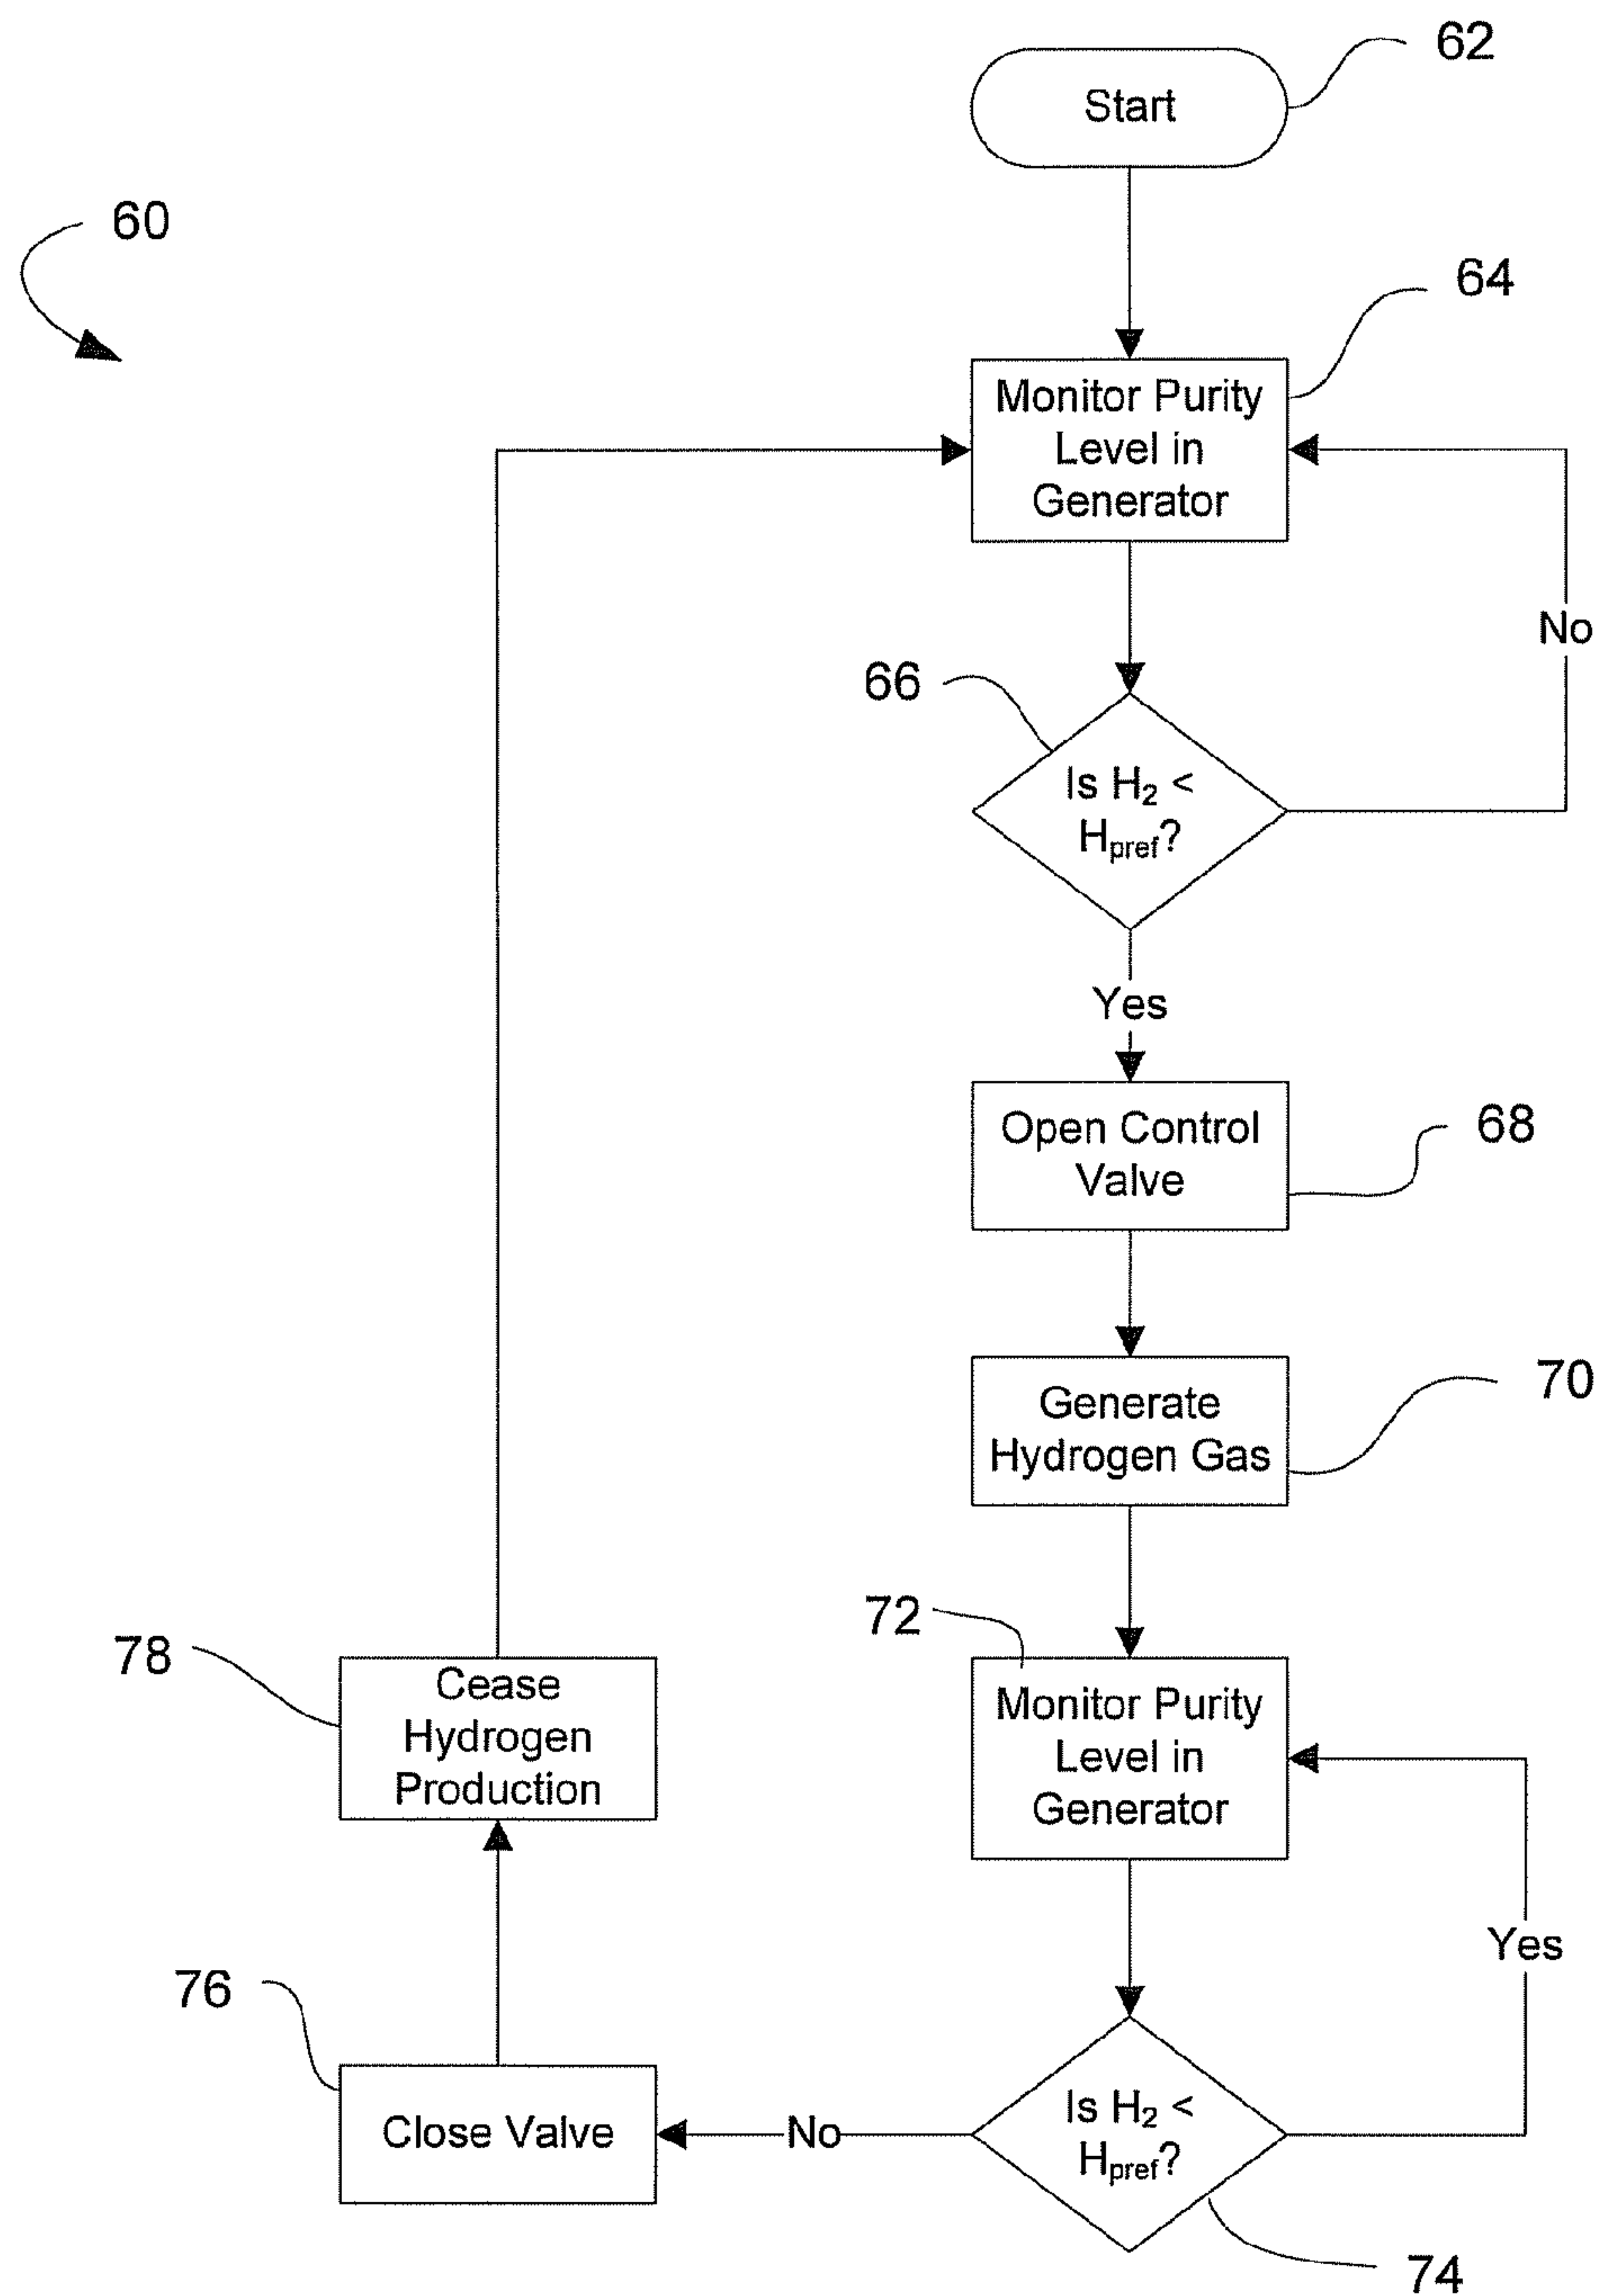 62
Start
60
64
Monitor Purity
Level in
Generator
No
66
Is H₂ <
Hpref?
Yes
Open Control
Valve
68
Generate
Hydrogen Gas
70
72
Monitor Purity
Level in
Generator
78
Cease
Hydrogen
Production
Yes
76
Close Valve
No
Is H₂ <
Hpref?
74